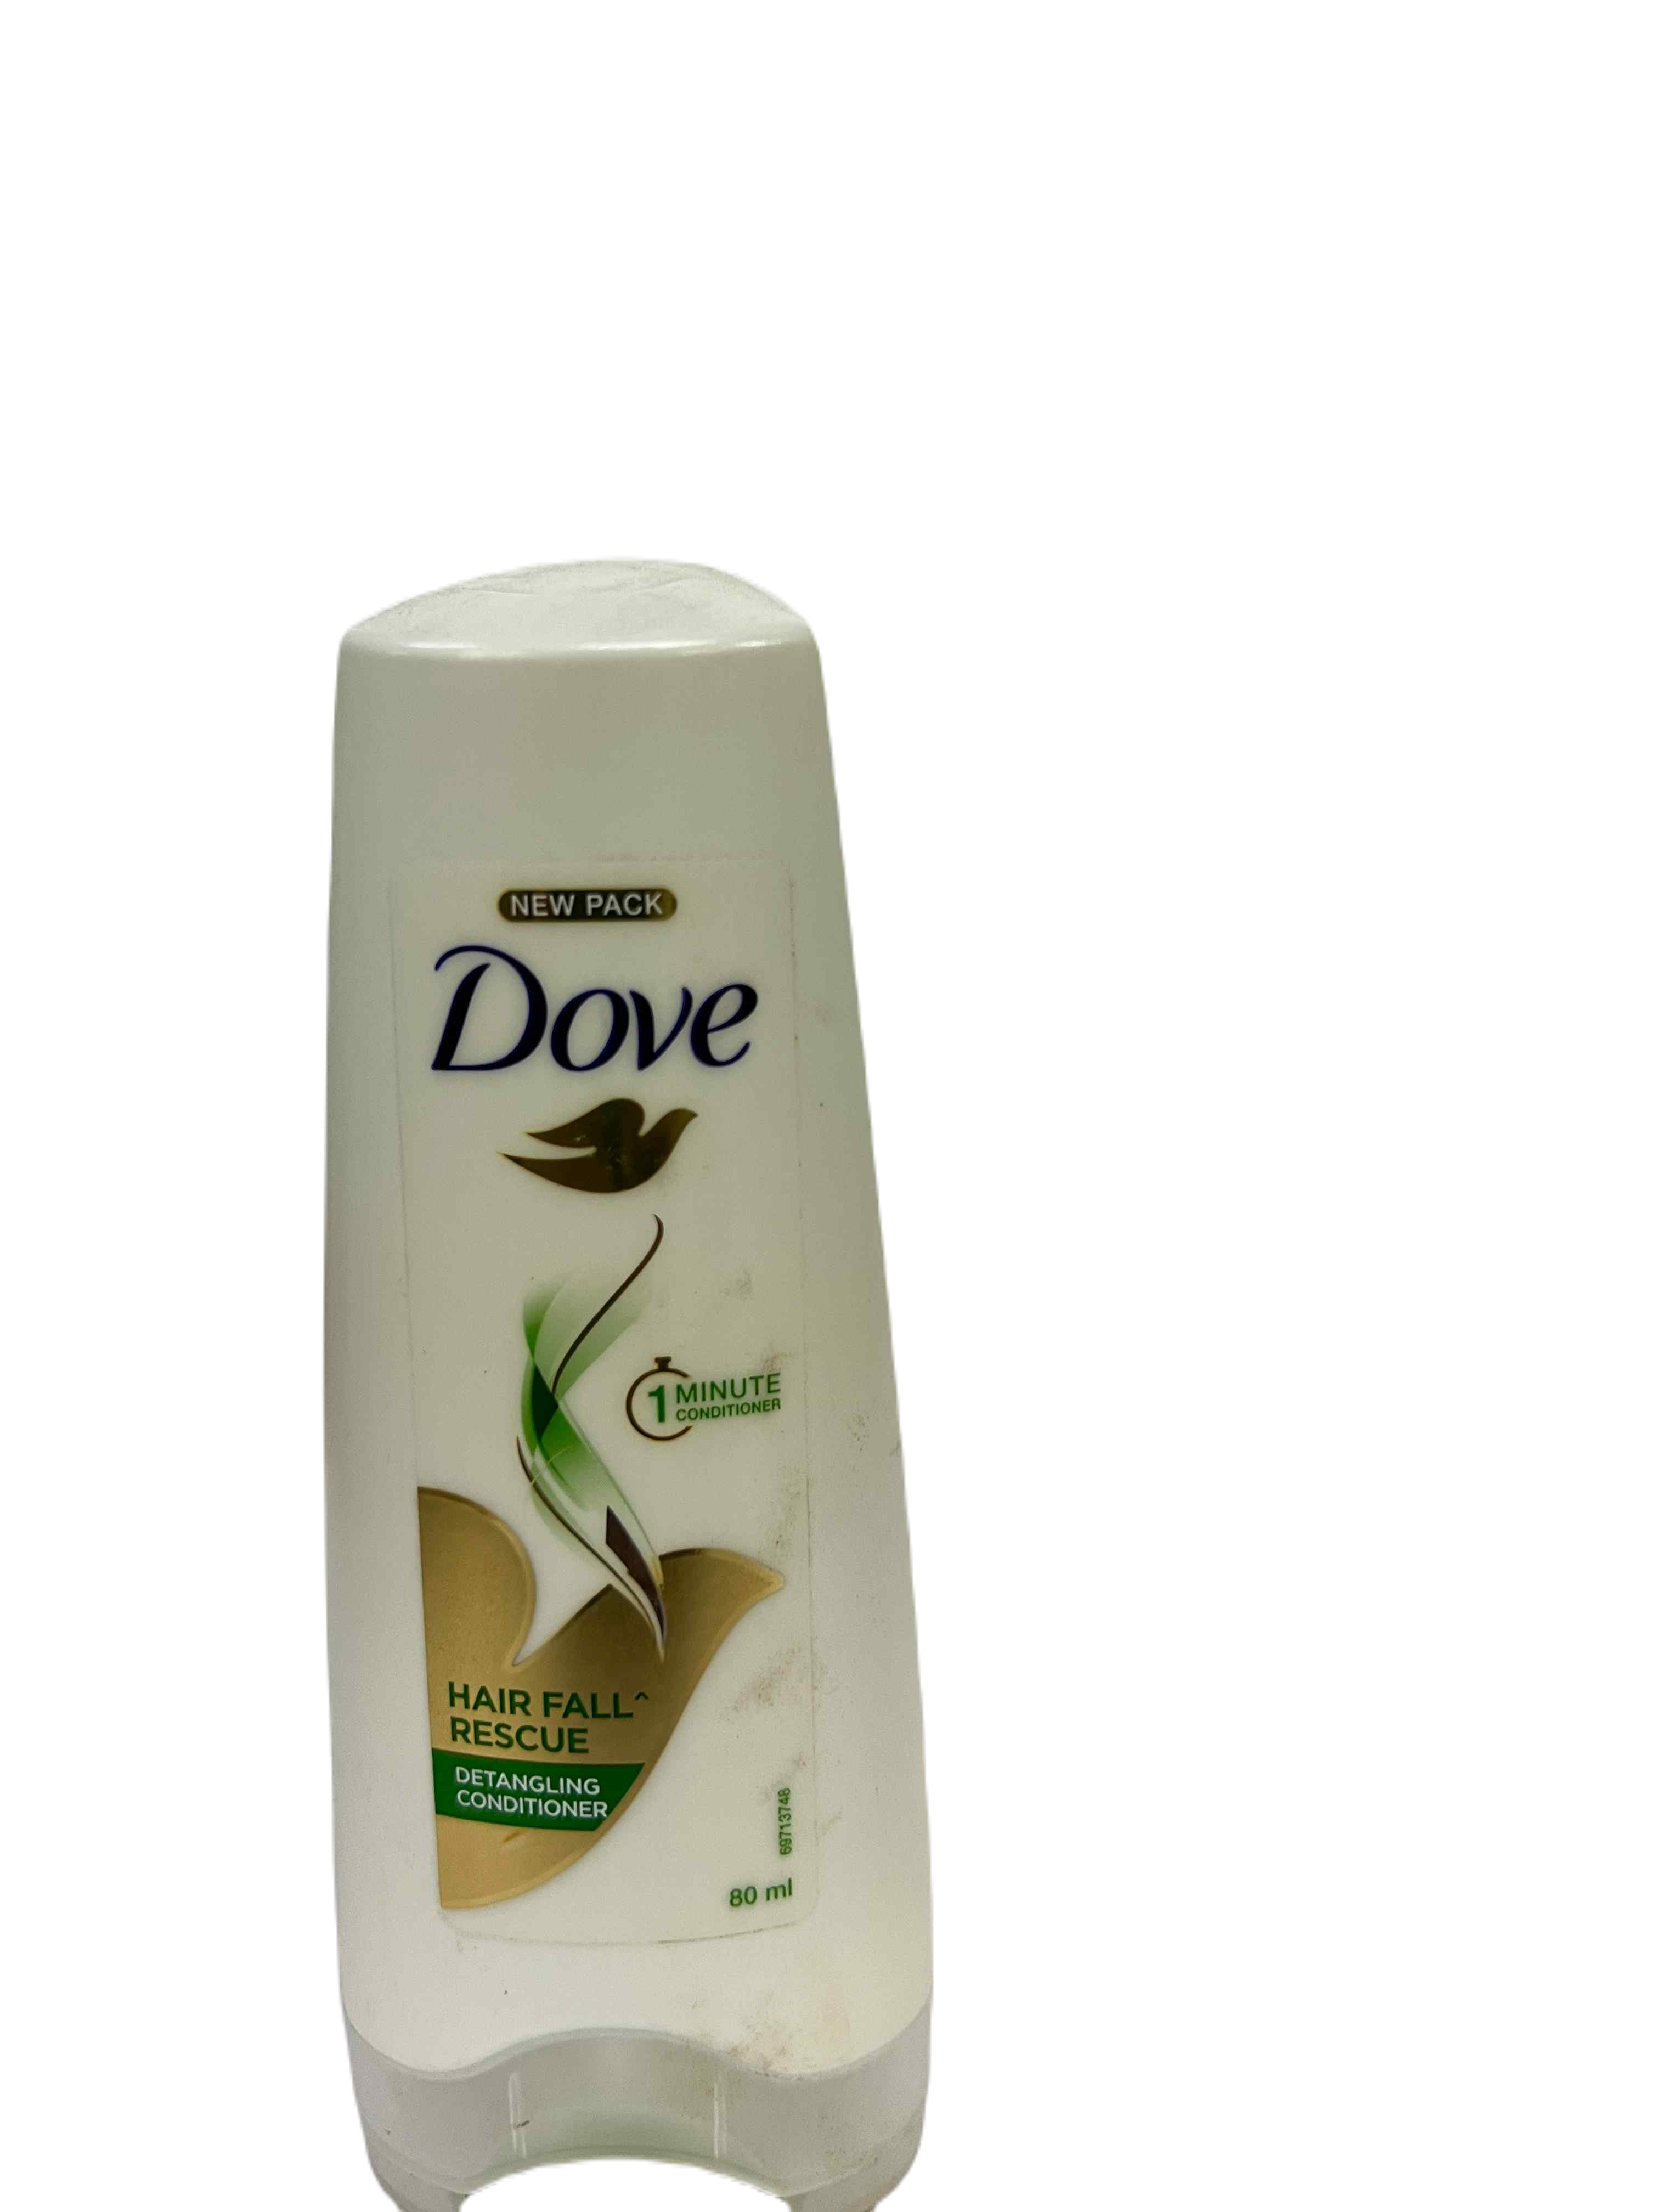 NEW PACK
Dove
1 MINUTE
CONDITIONER
HAIR FALL^
RESCUE
DETANGLING
CONDITIONER
69713748
80 ml